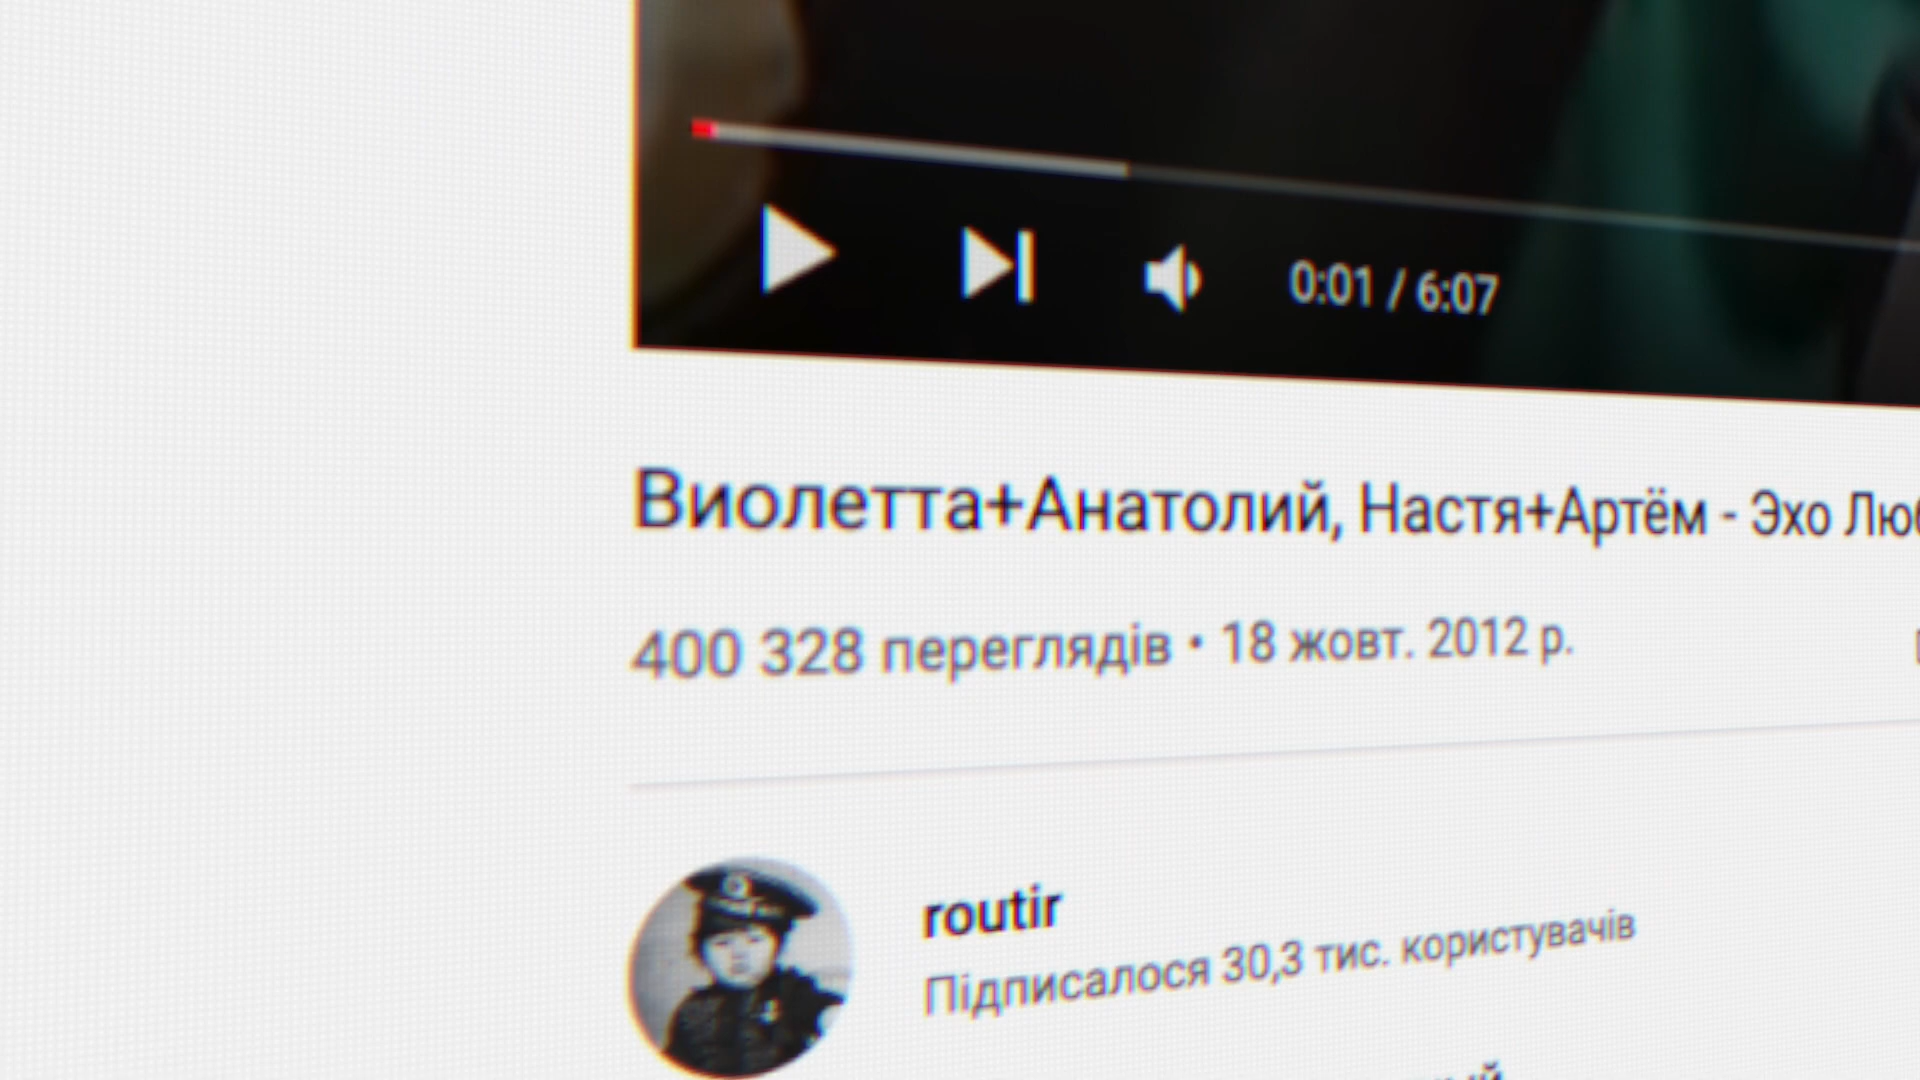 0:01 / 6:07
Виолетта+Анатолий, Настя+Артём - Эхо
400 328 переглядів • 18 жовт. 2012 р.
routir
Підписалося 30,3 тис. користувачів